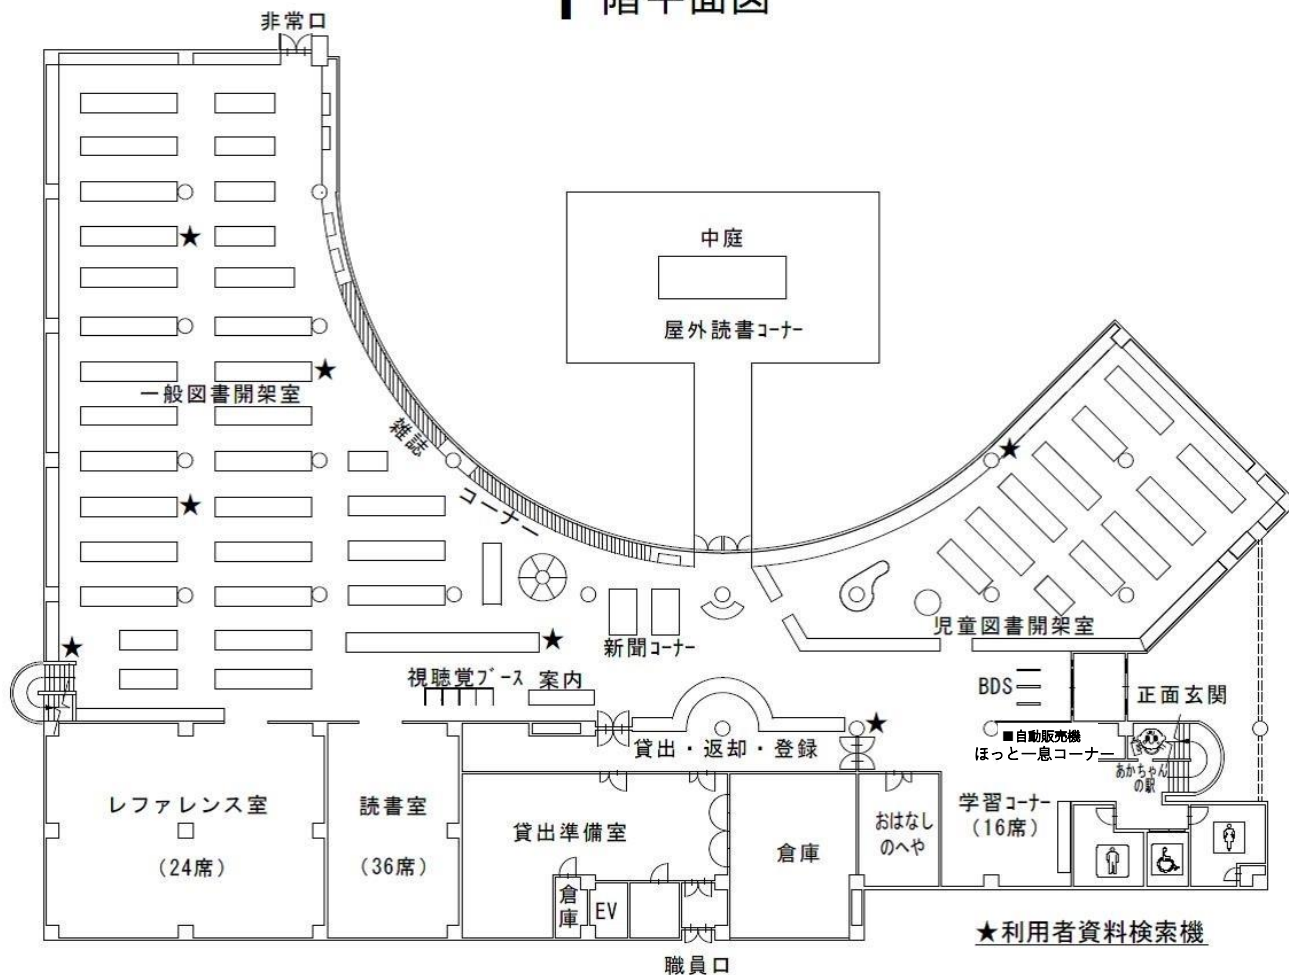 1 階平面図
非常口
中庭
屋外読書コーナー
一般図書開架室
雑誌
コーナー
新聞コーナー
児童図書開架室
視聴覚ブース
案内
BDS
正面玄関
貸出・返却・登録
■自動販売機
ほっと一息コーナー
あかちゃん
の駅
レファレンス室
(24席)
読書室
(36席)
貸出準備室
倉庫
おはなし
のへや
学習コーナー
(16席)
倉庫
EV
★利用者資料検索機
職員口